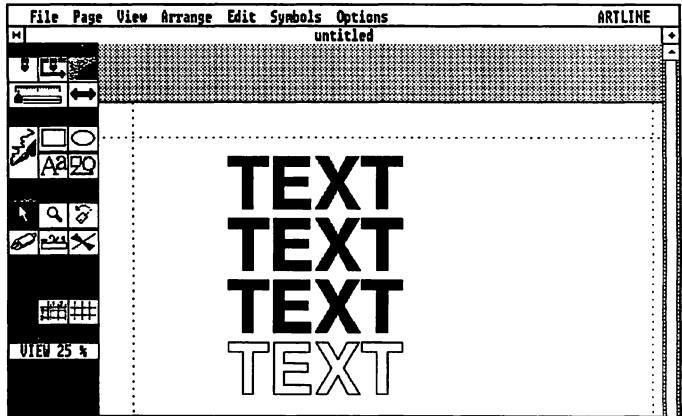 File Page View Arrange Edit Symbols Options ARTLINE
untitled
Aa
TEXT
TEXT
TEXT
TEXT
VIEW 25 %